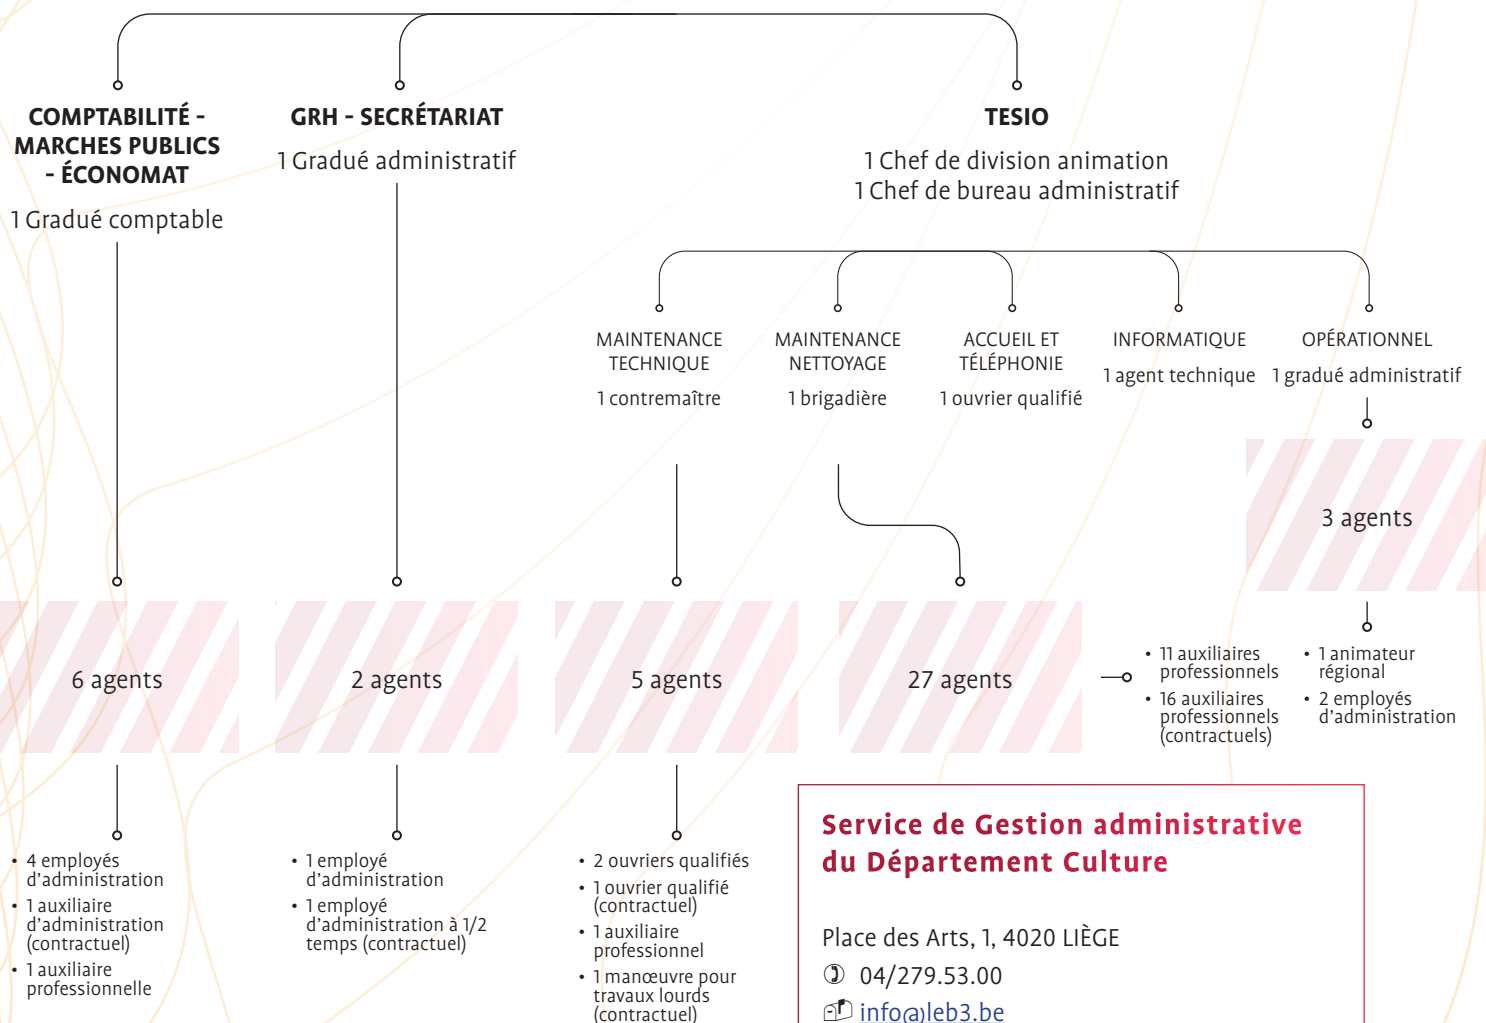 COMPTABILITÉ -
MARCHES PUBLICS
- ÉCONOMAT
1 Gradué comptable
GRH - SECRÉTARIAT
1 Gradué administratif
TESIO
1 Chef de division animation
1 Chef de bureau administratif
MAINTENANCE
TECHNIQUE
1 contremaître
MAINTENANCE
NETTOYAGE
1 brigadière
ACCUEIL ET
TÉLÉPHONIE
1 ouvrier qualifié
INFORMATIQUE
1 agent technique
OPÉRATIONNEL
1 gradué administratif
3 agents
• 1 animateur
régional
• 2 employés
d'administration
6 agents
2 agents
5 agents
27 agents
• 11 auxiliaires
professionnels
• 16 auxiliaires
professionnels
(contractuels)
• 4 employés
d'administration
• 1 auxiliaire
d'administration
(contractuel)
• 1 auxiliaire
professionnelle
• 1 employé
d'administration
• 1 employé
d'administration à 1/2
temps (contractuel)
• 2 ouvriers qualifiés
• 1 ouvrier qualifié
(contractuel)
• 1 auxiliaire
professionnel
• 1 manœuvre pour
travaux lourds
(contractuel)
Service de Gestion administrative
du Département Culture
Place des Arts, 1, 4020 LIÈGE
✆ 04/279.53.00
info@leb3.be